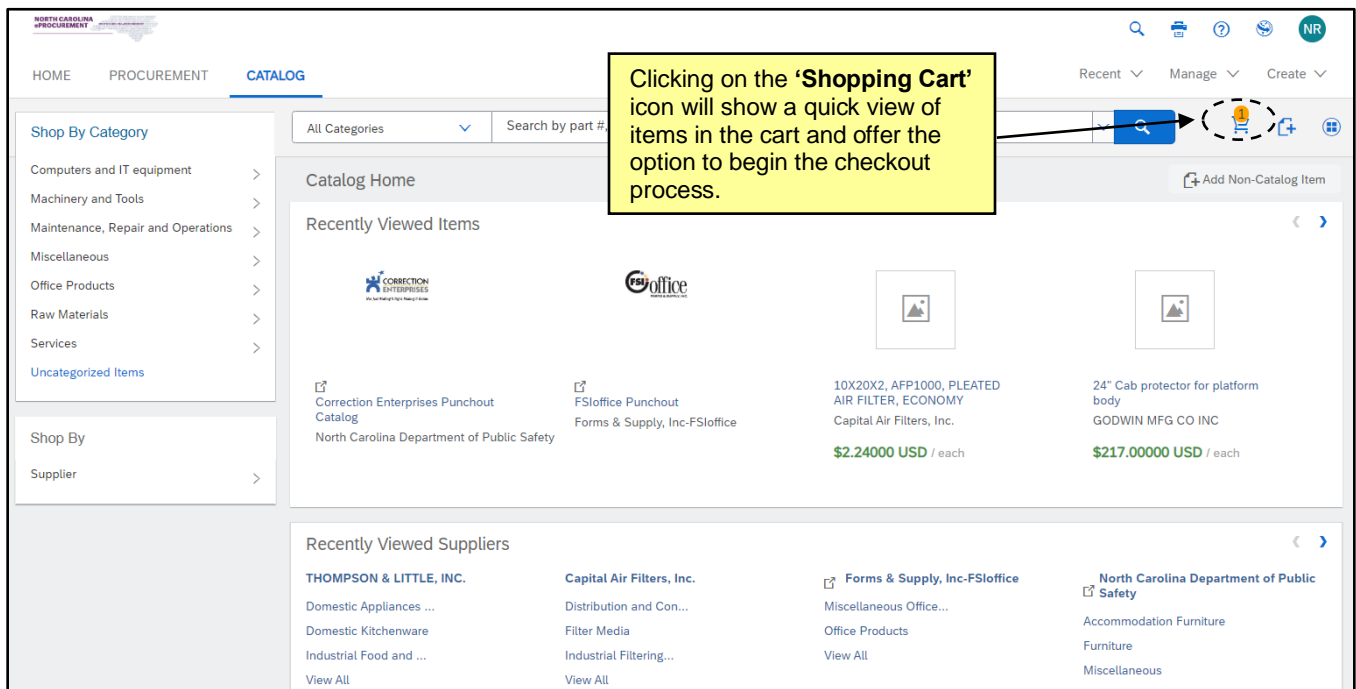 NORTH CAROLINA
ePROCUREMENT
NR
HOME PROCUREMENT CATALOG
Recent Manage Create
Clicking on the ‘Shopping Cart’
icon will show a quick view of
items in the cart and offer the
option to begin the checkout
process.
Shop By Category
Computers and IT equipment
Machinery and Tools
Maintenance, Repair and Operations
Miscellaneous
Office Products
Raw Materials
Services
Uncategorized Items
Shop By
Supplier
All Categories Search by part #,
1
Catalog Home
Add Non-Catalog Item
Recently Viewed Items
CORRECTION
ENTERPRISES
Correction Enterprises Punchout
Catalog
North Carolina Department of Public Safety
FSIoffice
FSIoffice Punchout
Forms & Supply, Inc-FSIoffice
10X20X2, AFP1000, PLEATED
AIR FILTER, ECONOMY
Capital Air Filters, Inc.
$2.24000 USD / each
24" Cab protector for platform
body
GODWIN MFG CO INC
$217.00000 USD / each
Recently Viewed Suppliers
THOMPSON & LITTLE, INC.
Domestic Appliances ...
Domestic Kitchenware
Industrial Food and ...
View All
Capital Air Filters, Inc.
Distribution and Con...
Filter Media
Industrial Filtering...
View All
Forms & Supply, Inc-FSIoffice
Miscellaneous Office...
Office Products
View All
North Carolina Department of Public
Safety
Accommodation Furniture
Furniture
Miscellaneous